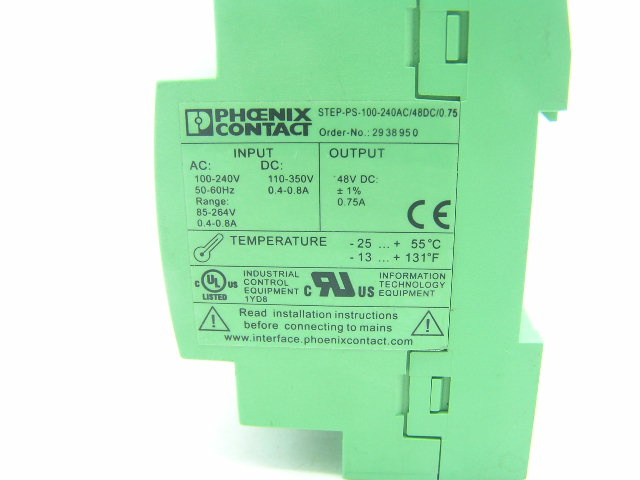 PHOENIX CONTACT
STEP-PS-100-240AC/48DC/0.75
Order-No.: 2938950
INPUT
AC: DC:
100-240V 110-350V
50-60Hz 0.4-0.8A
Range:
85-264V
0.4-0.8A
OUTPUT
48V DC:
± 1%
0.75A
CE
TEMPERATURE - 25 ... + 55°C
- 13 ... + 131°F
C UL US
LISTED
INDUSTRIAL
CONTROL
EQUIPMENT
1YD8
C RU US
INFORMATION
TECHNOLOGY
EQUIPMENT
Read installation instructions
before connecting to mains
www.interface.phoenixcontact.com